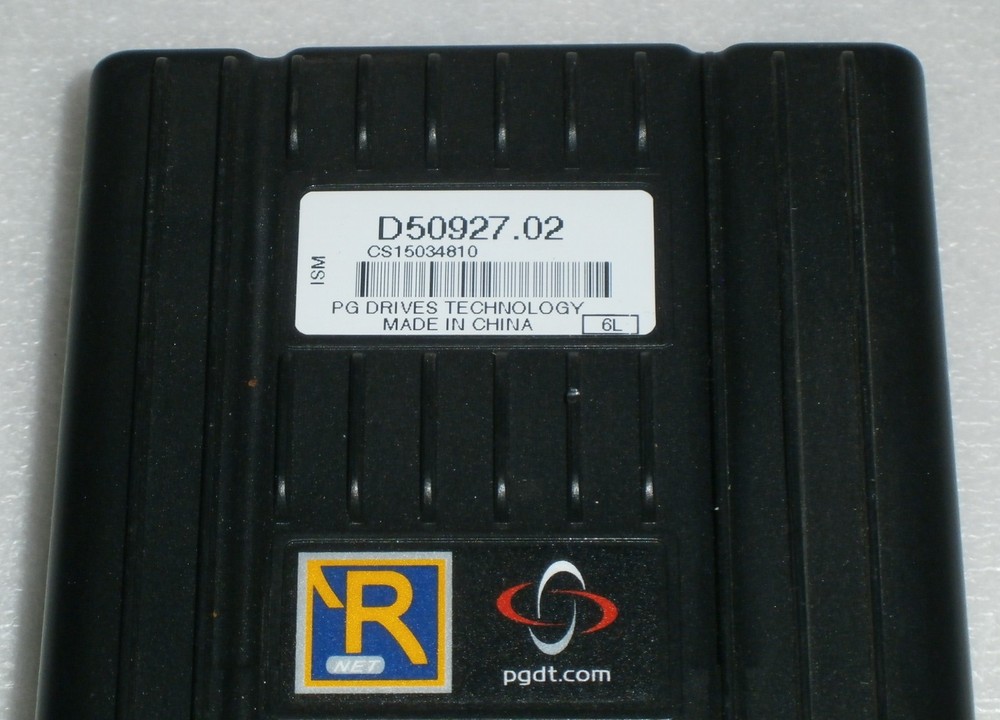 D50927.02
CS15034810
ISM
PG DRIVES TECHNOLOGY
MADE IN CHINA
6L
R
NET
pgdt.com